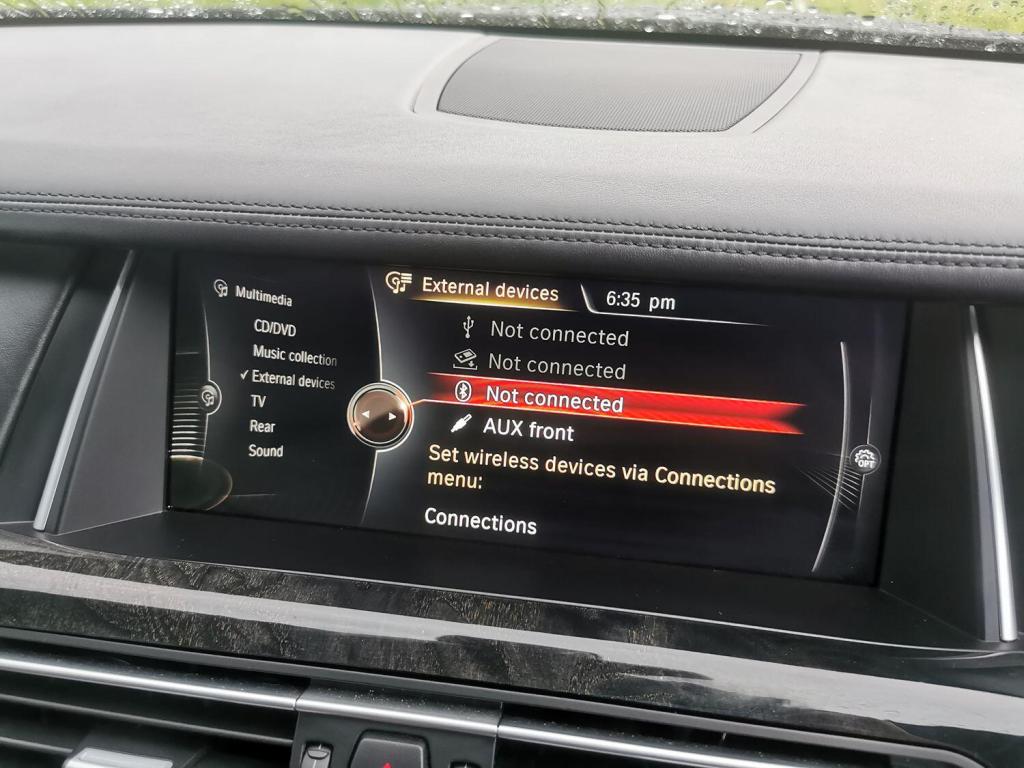 Multimedia
CD/DVD
Music collection
External devices
TV
Rear
Sound
External devices
6:35 pm
Not connected
Not connected
Not connected
AUX front
Set wireless devices via Connections
menu:
Connections
OPT